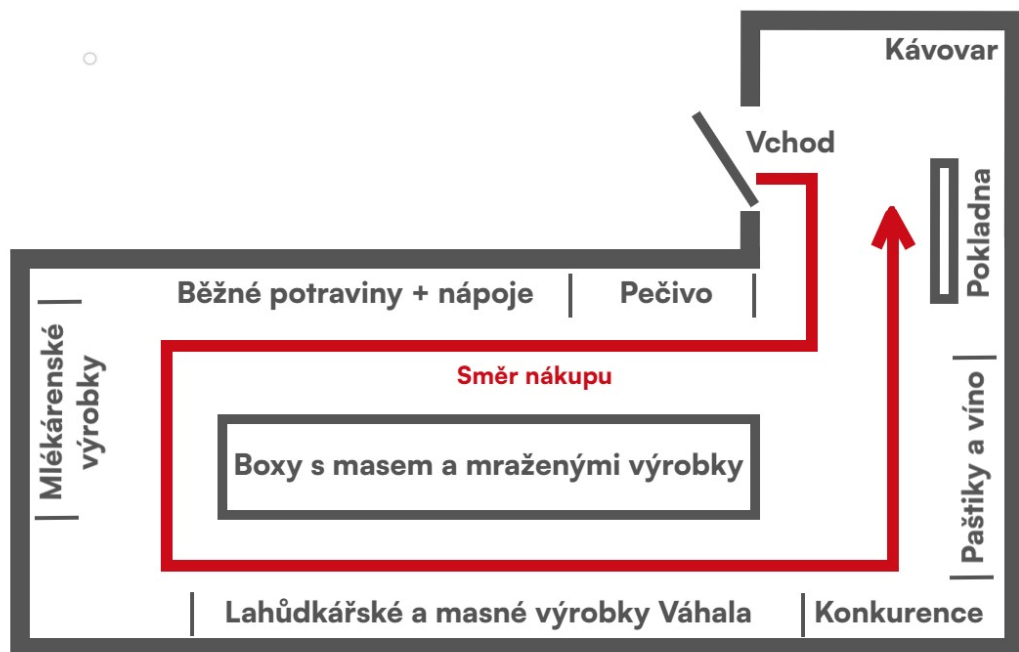 Kávovar
Vchod
Pokladna
Běžné potraviny + nápoje
Pečivo
Směr nákupu
Mlékárenské
výrobky
Boxy s masem a mraženými výrobky
Paštiky a víno
Lahůdkářské a masné výrobky Váhala
Konkurence